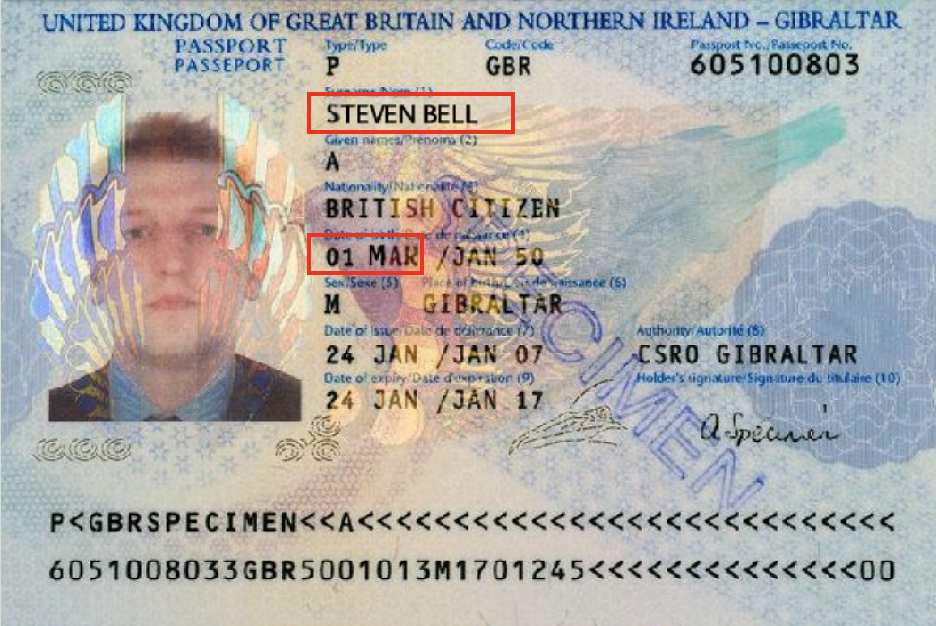 UNITED KINGDOM OF GREAT BRITAIN AND NORTHERN IRELAND – GIBRALTAR
PASSPORT
PASSEPORT
Type/Type Code/Code Passport No./Passeport No.
P GBR 605100803
Surname/Nom (1)
STEVEN BELL
Given names/Prénoms (2)
A
Nationality/Nationalité (3)
BRITISH CITIZEN
Date of birth/Date de naissance (4)
01 MAR /JAN 50
Sex/Sexe (5) Place of birth/Lieu de naissance (6)
M GIBRALTAR
Date of issue/Date de délivrance (7) Authority/Autorité (8)
24 JAN /JAN 07 CSRO GIBRALTAR
Date of expiry/Date d'expiration (9) Holder's signature/Signature du titulaire (10)
24 JAN /JAN 17
A Specimen
SPECIMEN
P<GBRSPECIMEN<<A<<<<<<<<<<<<<<<<<<<<<<<<<<<<
6051008033GBR5001013M1701245<<<<<<<<<<<<<<00